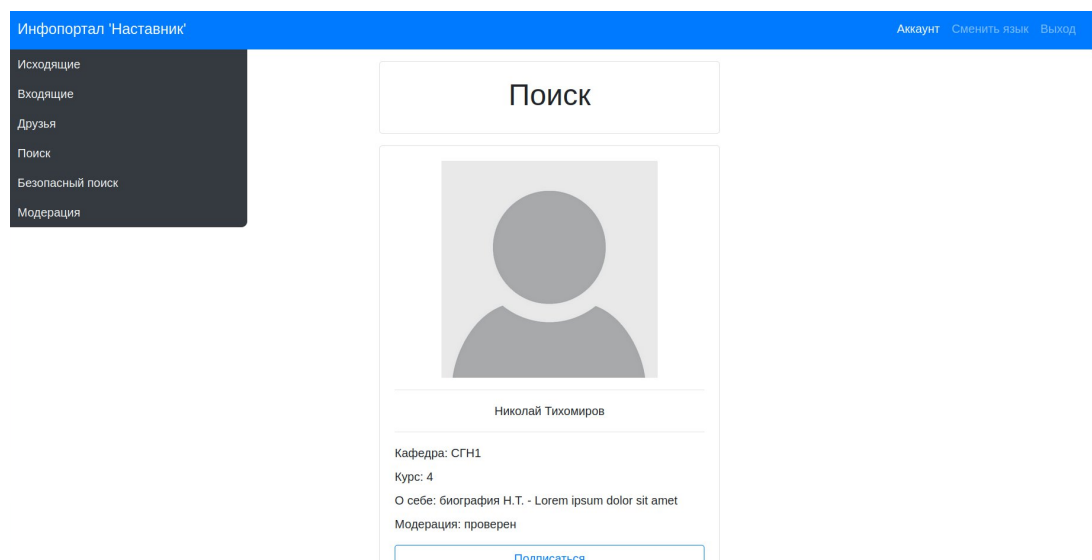 Инфопортал 'Наставник'
Аккаунт Сменить язык Выход
Исходящие
Входящие
Друзья
Поиск
Безопасный поиск
Модерация
Поиск
Николай Тихомиров
Кафедра: СГН1
Курс: 4
О себе: биография Н.Т. - Lorem ipsum dolor sit amet
Модерация: проверен
Подписаться